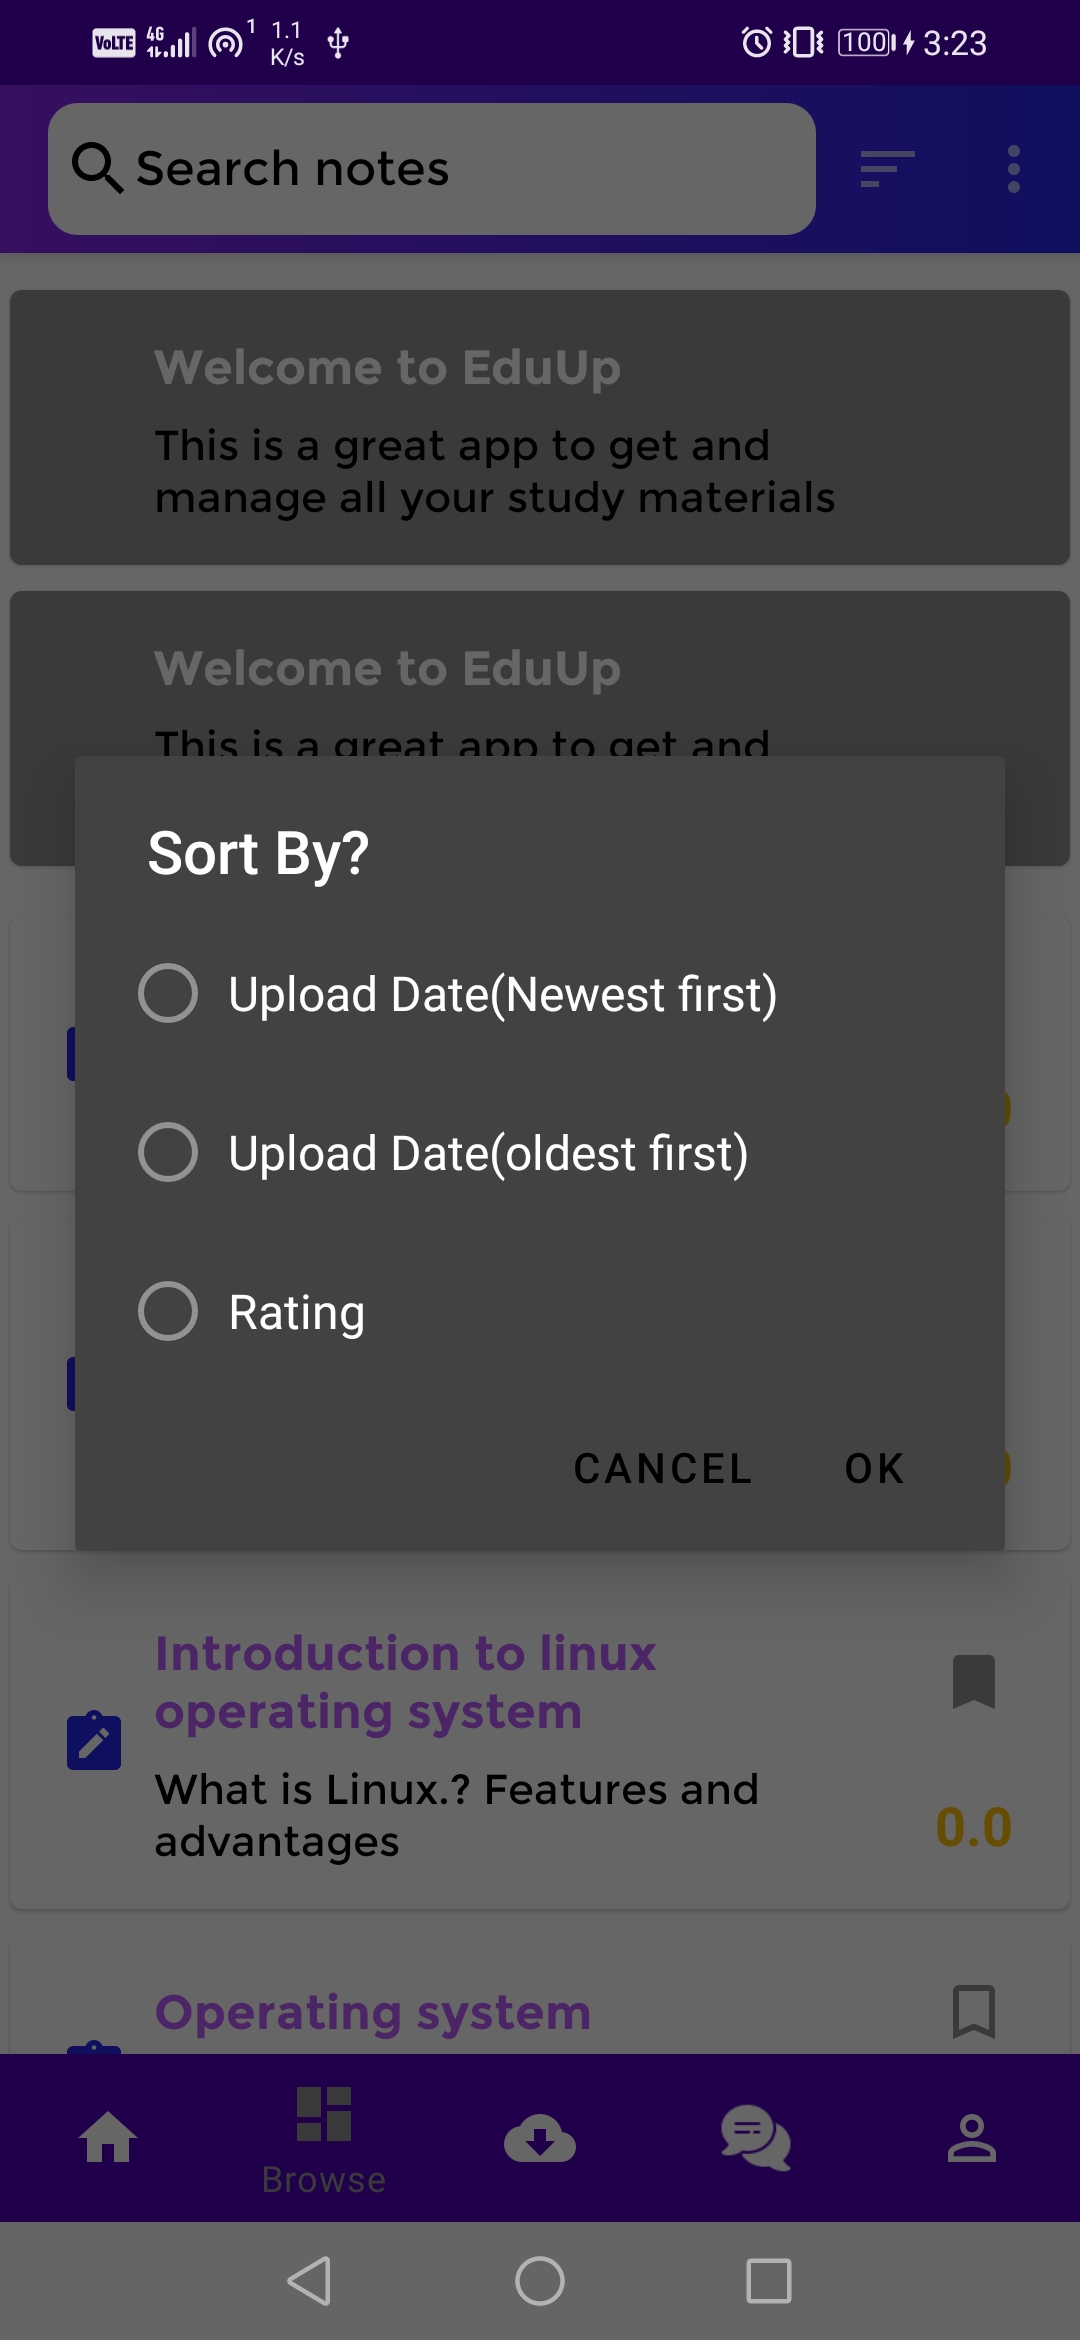 VoLTE 4G 1 1.1 K/s 100 3:23
Search notes
Welcome to EduUp
This is a great app to get and
manage all your study materials
Welcome to EduUp
This is a great app to get and
Sort By?
Upload Date(Newest first)
Upload Date(oldest first)
Rating
CANCEL OK
Introduction to linux
operating system
What is Linux.? Features and
advantages
0.0
Operating system
Browse